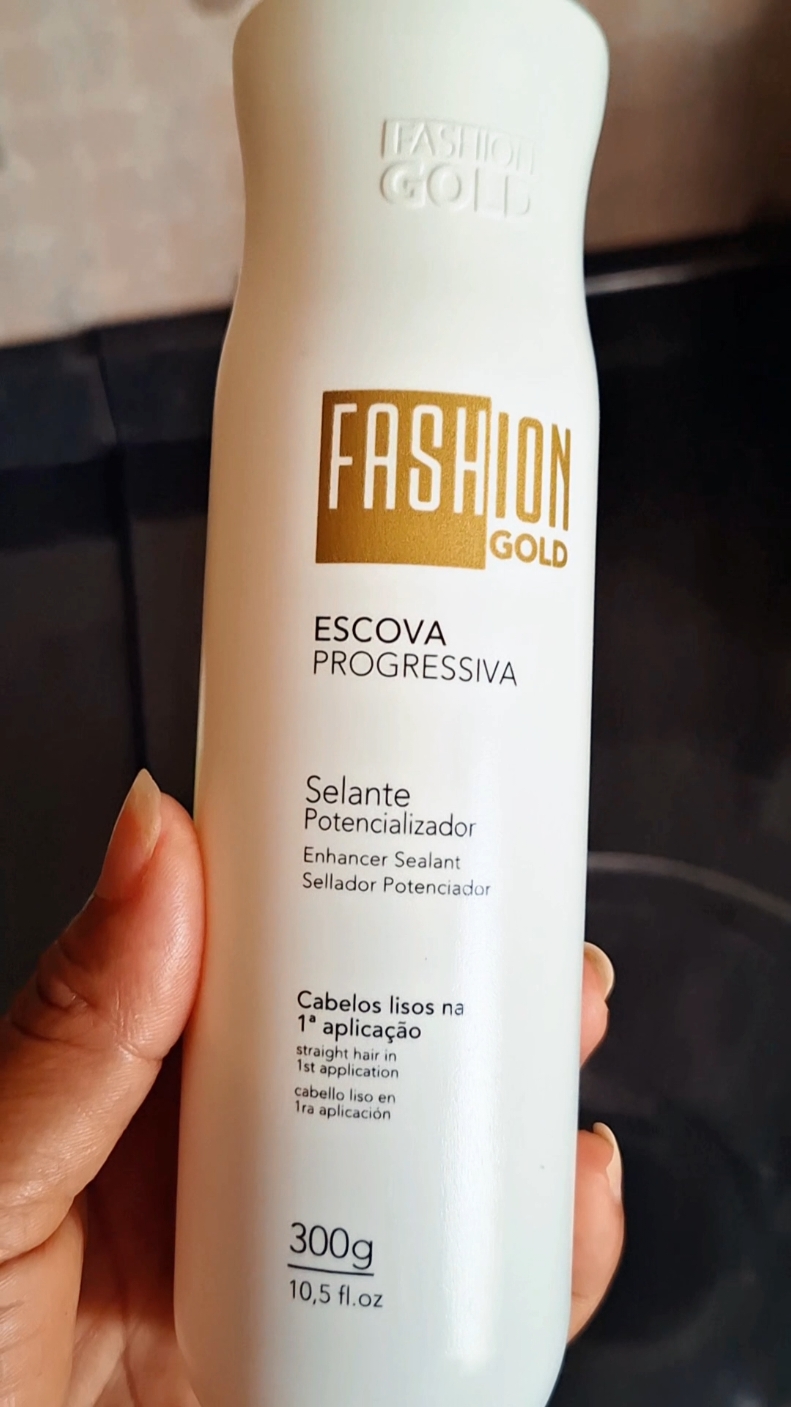 FASHION
GOLD
FASHION
GOLD
ESCOVA
PROGRESSIVA
Selante
Potencializador
Enhancer Sealant
Sellador Potenciador
Cabelos lisos na
1ª aplicação
straight hair in
1st application
cabello liso en
1ra aplicación
300g
10,5 fl.oz